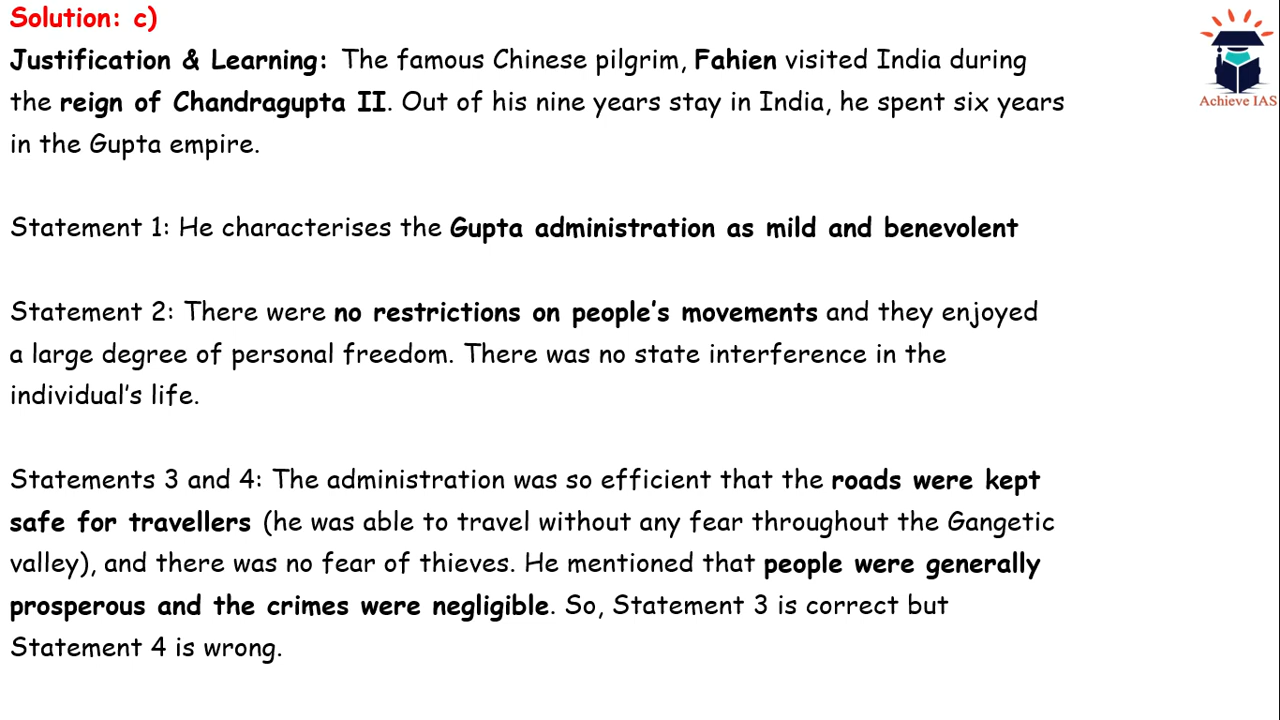 Solution: c)
Justification & Learning: The famous Chinese pilgrim, Fahien visited India during
the reign of Chandragupta II. Out of his nine years stay in India, he spent six years
in the Gupta empire.
Statement 1: He characterises the Gupta administration as mild and benevolent
Statement 2: There were no restrictions on people's movements and they enjoyed
a large degree of personal freedom. There was no state interference in the
individual's life.
Statements 3 and 4: The administration was so efficient that the roads were kept
safe for travellers (he was able to travel without any fear throughout the Gangetic
valley), and there was no fear of thieves. He mentioned that people were generally
prosperous and the crimes were negligible. So, Statement 3 is correct but
Statement 4 is wrong.
Achieve IAS